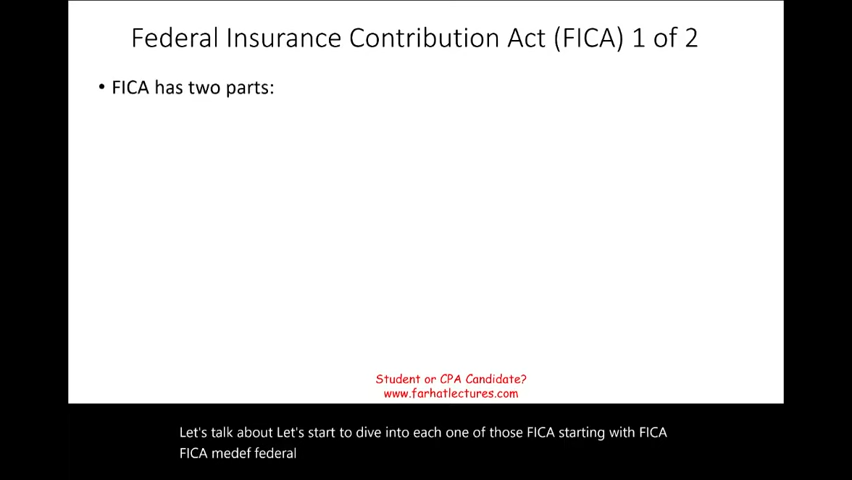 Federal Insurance Contribution Act (FICA) 1 of 2
• FICA has two parts:
Student or CPA Candidate?
www.farhatlectures.com
Let's talk about Let's start to dive into each one of those FICA starting with FICA
FICA medef federal